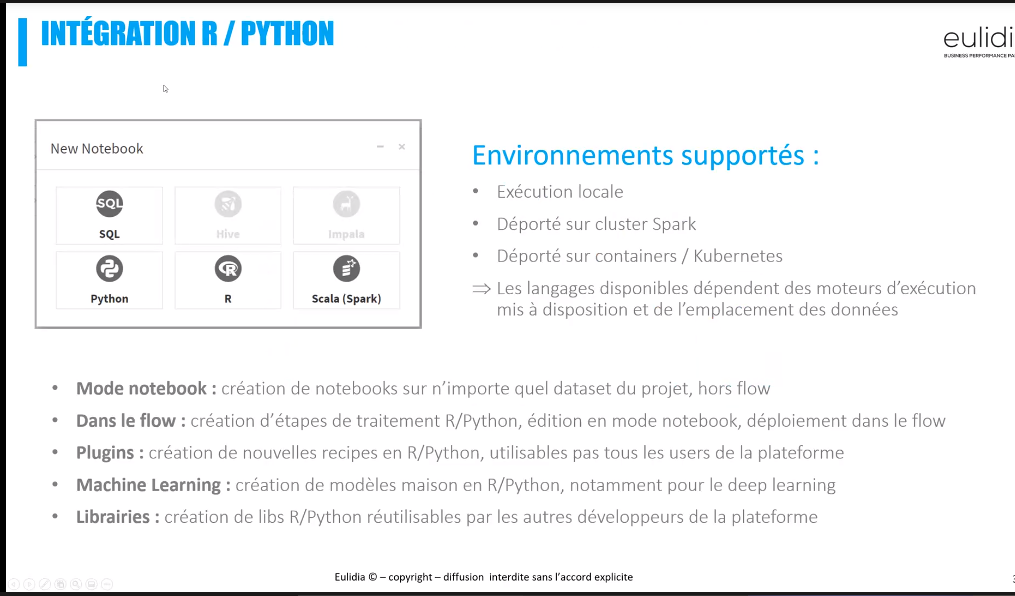 INTÉGRATION R / PYTHON
eulidi
BUSINESS PERFORMANCE PA
New Notebook
SQL
SQL
Hive
Impala
Python
R
Scala (Spark)
Environnements supportés :
• Exécution locale
• Déporté sur cluster Spark
• Déporté sur containers / Kubernetes
⇒ Les langages disponibles dépendent des moteurs d’exécution
mis à disposition et de l’emplacement des données
• Mode notebook : création de notebooks sur n’importe quel dataset du projet, hors flow
• Dans le flow : création d’étapes de traitement R/Python, édition en mode notebook, déploiement dans le flow
• Plugins : création de nouvelles recipes en R/Python, utilisables pas tous les users de la plateforme
• Machine Learning : création de modèles maison en R/Python, notamment pour le deep learning
• Librairies : création de libs R/Python réutilisables par les autres développeurs de la plateforme
Eulidia © – copyright – diffusion interdite sans l’accord explicite